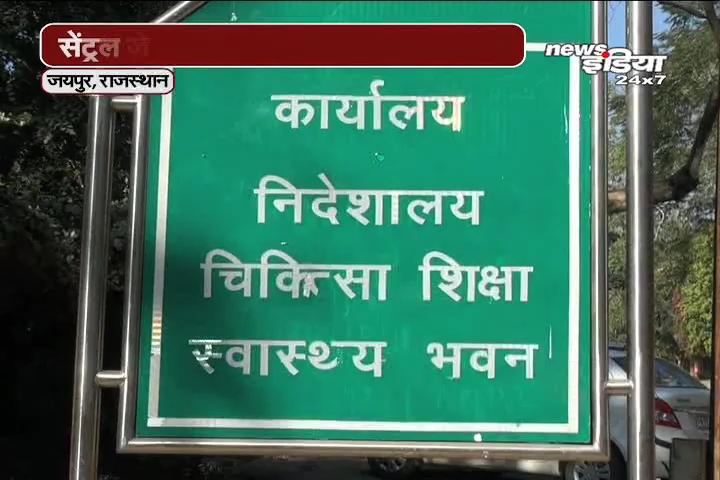 सेंट्रल जे
जयपुर, राजस्थान
news
इंडिया
24x7
कार्यालय
निदेशालय
चिकित्सा शिक्षा
स्वास्थ्य भवन